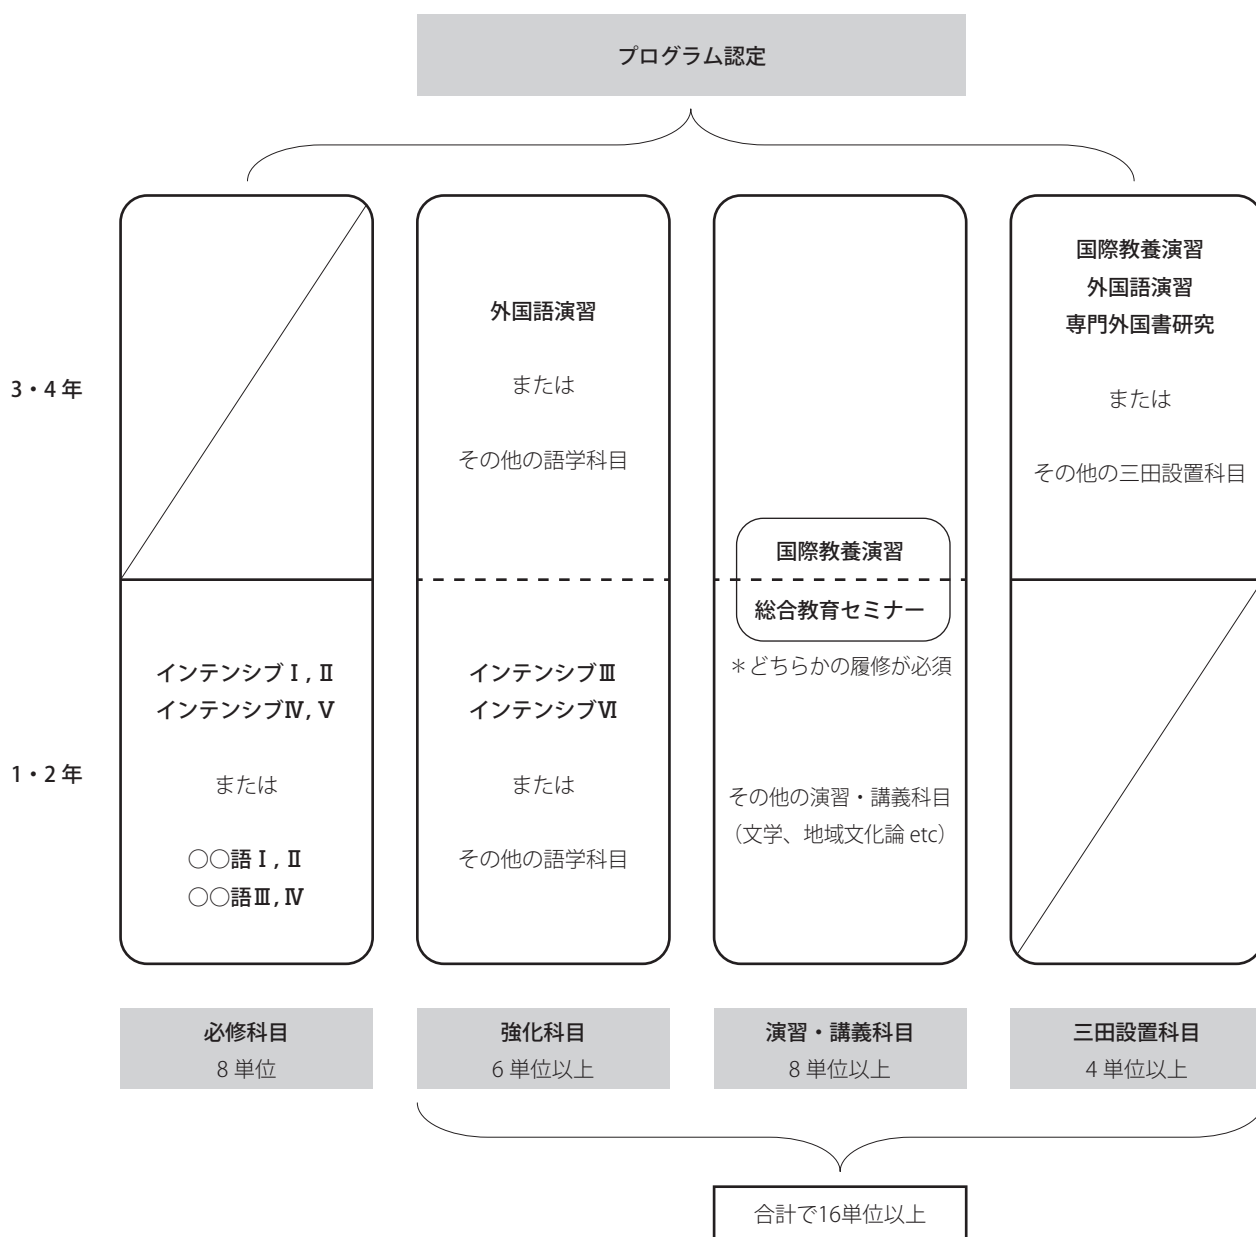 プログラム認定
3・4 年
外国語演習
または
その他の語学科目
国際教養演習
外国語演習
専門外国書研究
または
その他の三田設置科目
国際教養演習
総合教育セミナー
＊どちらかの履修が必須
1・2 年
インテンシブⅠ, Ⅱ
インテンシブⅣ, Ⅴ
または
○○語Ⅰ, Ⅱ
○○語Ⅲ, Ⅳ
インテンシブⅢ
インテンシブⅥ
または
その他の語学科目
その他の演習・講義科目
（文学、地域文化論 etc）
必修科目
8 単位
強化科目
6 単位以上
演習・講義科目
8 単位以上
三田設置科目
4 単位以上
合計で16単位以上